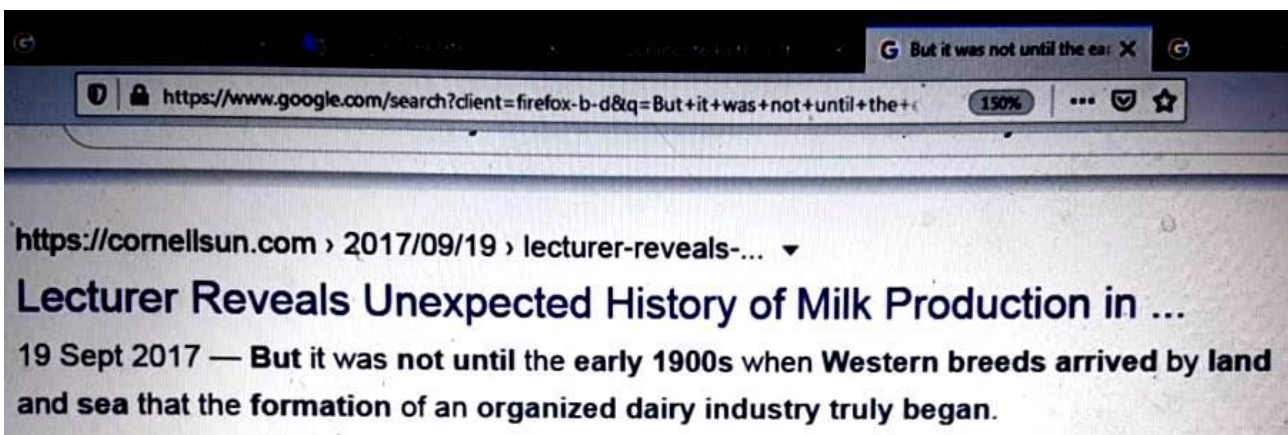 But it was not until the ear
https://www.google.com/search?client=firefox-b-d&q=But+it+was+not+until+the+
150%
https://cornellsun.com › 2017/09/19 › lecturer-reveals-...
Lecturer Reveals Unexpected History of Milk Production in ...
19 Sept 2017 — But it was not until the early 1900s when Western breeds arrived by land
and sea that the formation of an organized dairy industry truly began.